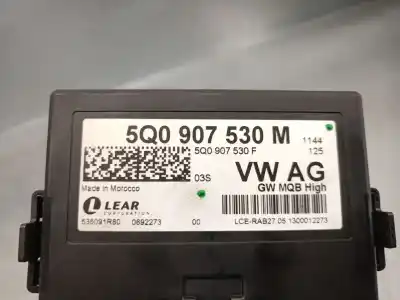 5Q0 907 530 M
1144
5Q0 907 530 F
125
03S
VW AG
Made in Morocco
GW MQB High
LEAR
CORPORATION
536091R80 0692273 00 LCE-RAB27.05.1300012273